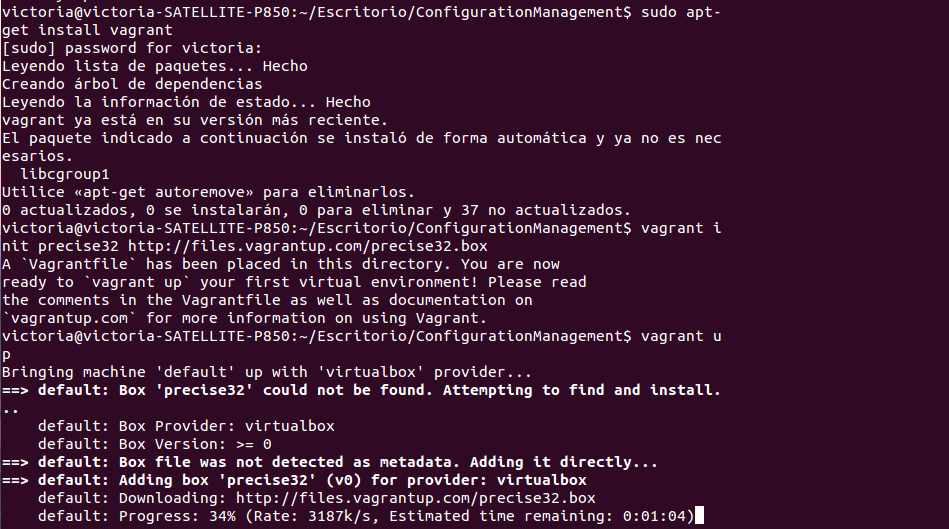 victoria@victoria-SATELLITE-P850:~/Escritorio/ConfigurationManagement$ sudo apt-
get install vagrant
[sudo] password for victoria:
Leyendo lista de paquetes... Hecho
Creando árbol de dependencias
Leyendo la información de estado... Hecho
vagrant ya está en su versión más reciente.
El paquete indicado a continuación se instaló de forma automática y ya no es nec
esarios.
  libcgroup1
Utilice «apt-get autoremove» para eliminarlos.
0 actualizados, 0 se instalarán, 0 para eliminar y 37 no actualizados.
victoria@victoria-SATELLITE-P850:~/Escritorio/ConfigurationManagement$ vagrant i
nit precise32 http://files.vagrantup.com/precise32.box
A `Vagrantfile` has been placed in this directory. You are now
ready to `vagrant up` your first virtual environment! Please read
the comments in the Vagrantfile as well as documentation on
`vagrantup.com` for more information on using Vagrant.
victoria@victoria-SATELLITE-P850:~/Escritorio/ConfigurationManagement$ vagrant u
p
Bringing machine 'default' up with 'virtualbox' provider...
==> default: Box 'precise32' could not be found. Attempting to find and install.
..
    default: Box Provider: virtualbox
    default: Box Version: >= 0
==> default: Box file was not detected as metadata. Adding it directly...
==> default: Adding box 'precise32' (v0) for provider: virtualbox
    default: Downloading: http://files.vagrantup.com/precise32.box
    default: Progress: 34% (Rate: 3187k/s, Estimated time remaining: 0:01:04)